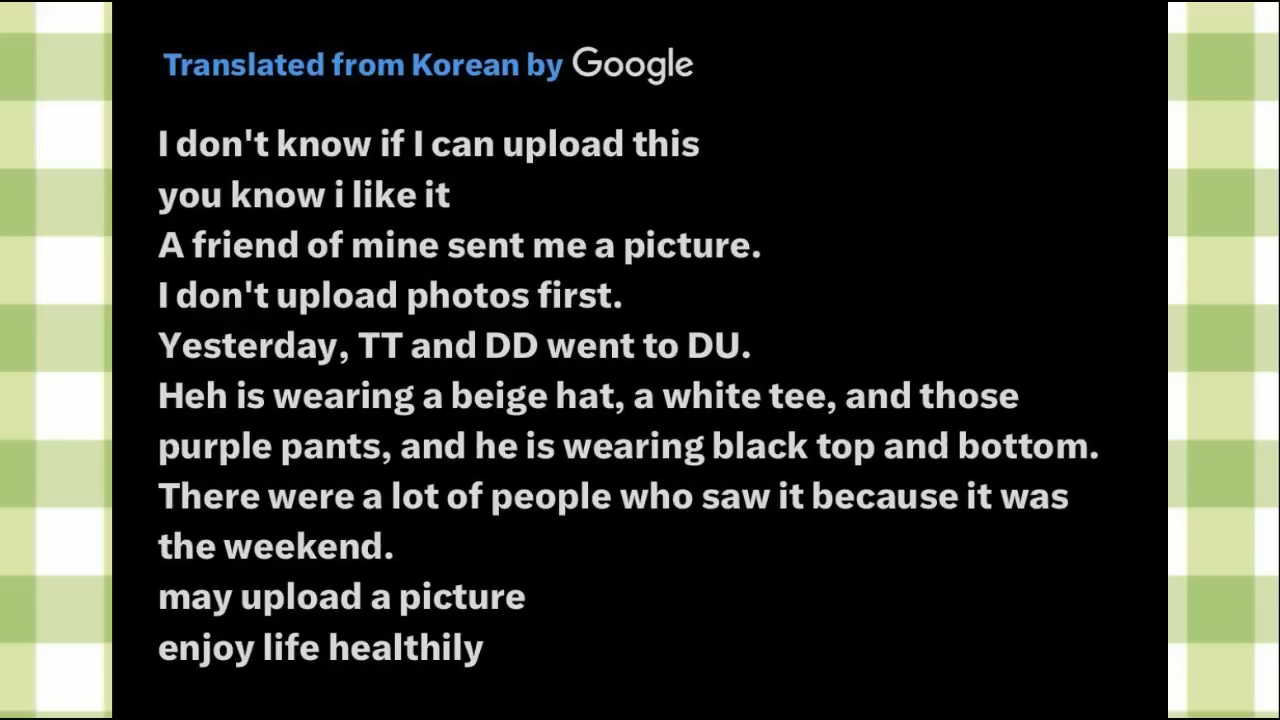 Translated from Korean by Google
I don't know if I can upload this
you know i like it
A friend of mine sent me a picture.
I don't upload photos first.
Yesterday, TT and DD went to DU.
Heh is wearing a beige hat, a white tee, and those
purple pants, and he is wearing black top and bottom.
There were a lot of people who saw it because it was
the weekend.
may upload a picture
enjoy life healthily